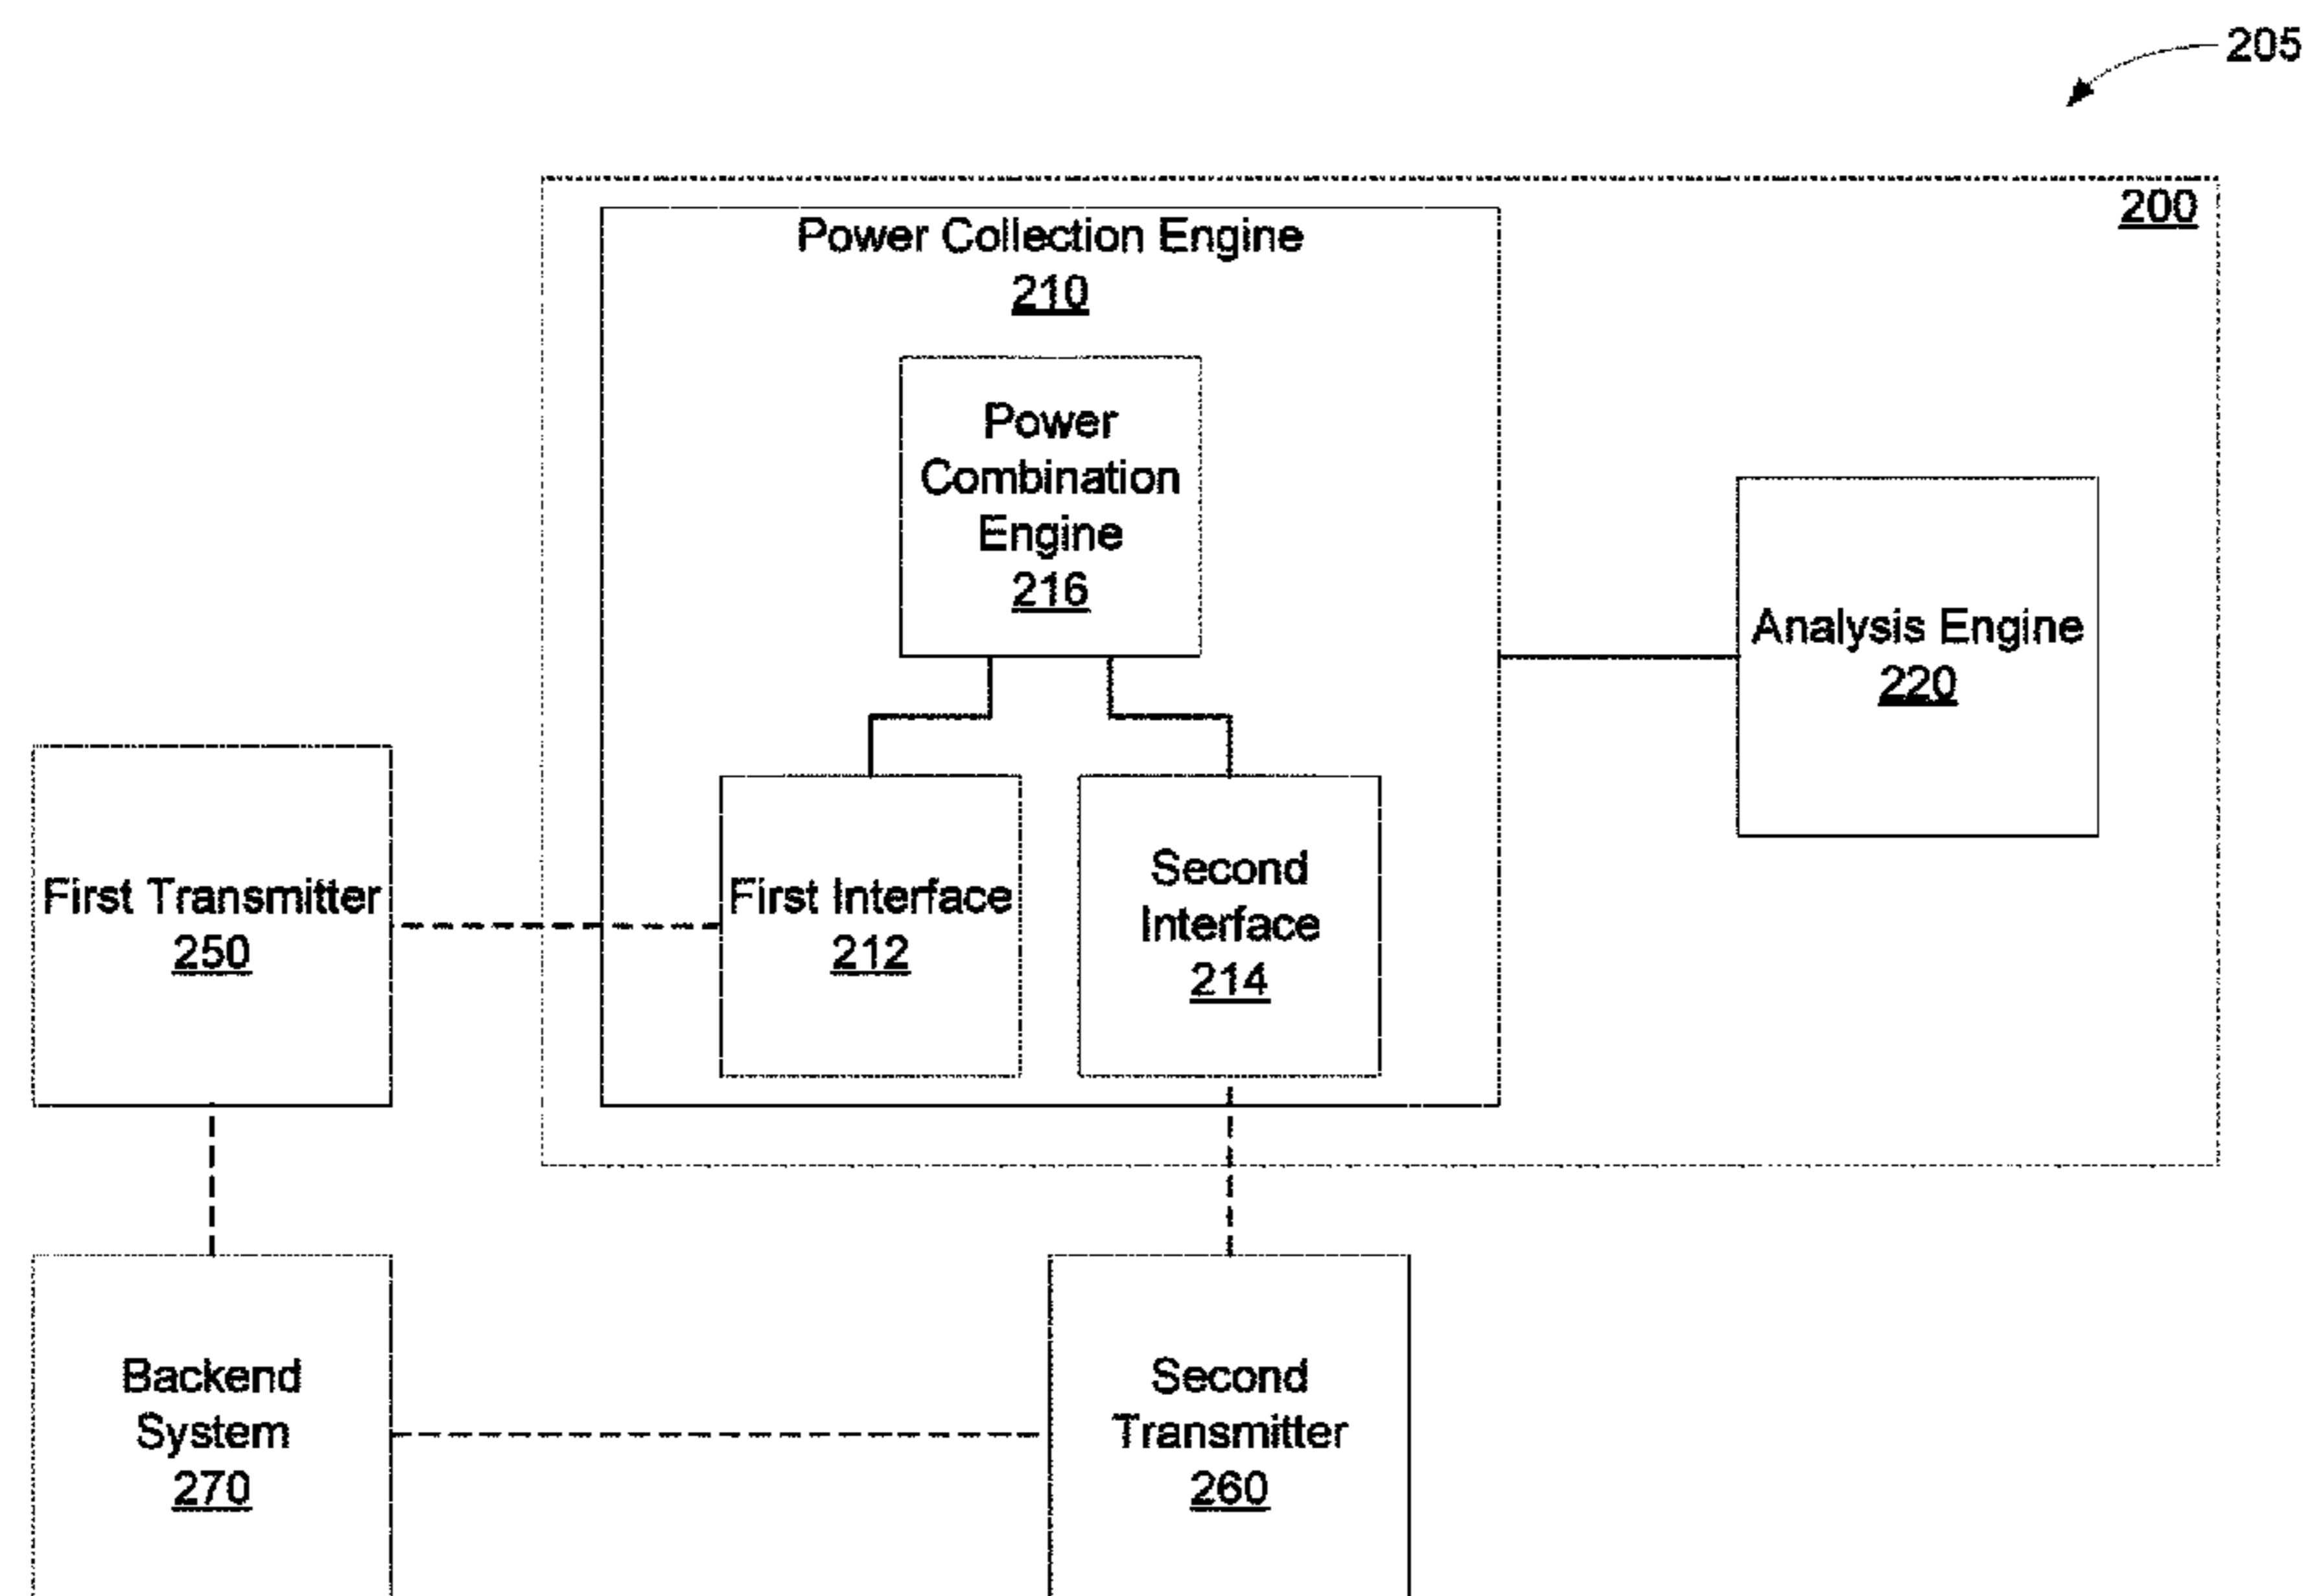 205
200
Power Collection Engine
210
Power
Combination
Engine
216
Analysis Engine
220
First Transmitter
250
First Interface
212
Second
Interface
214
Backend
System
270
Second
Transmitter
260